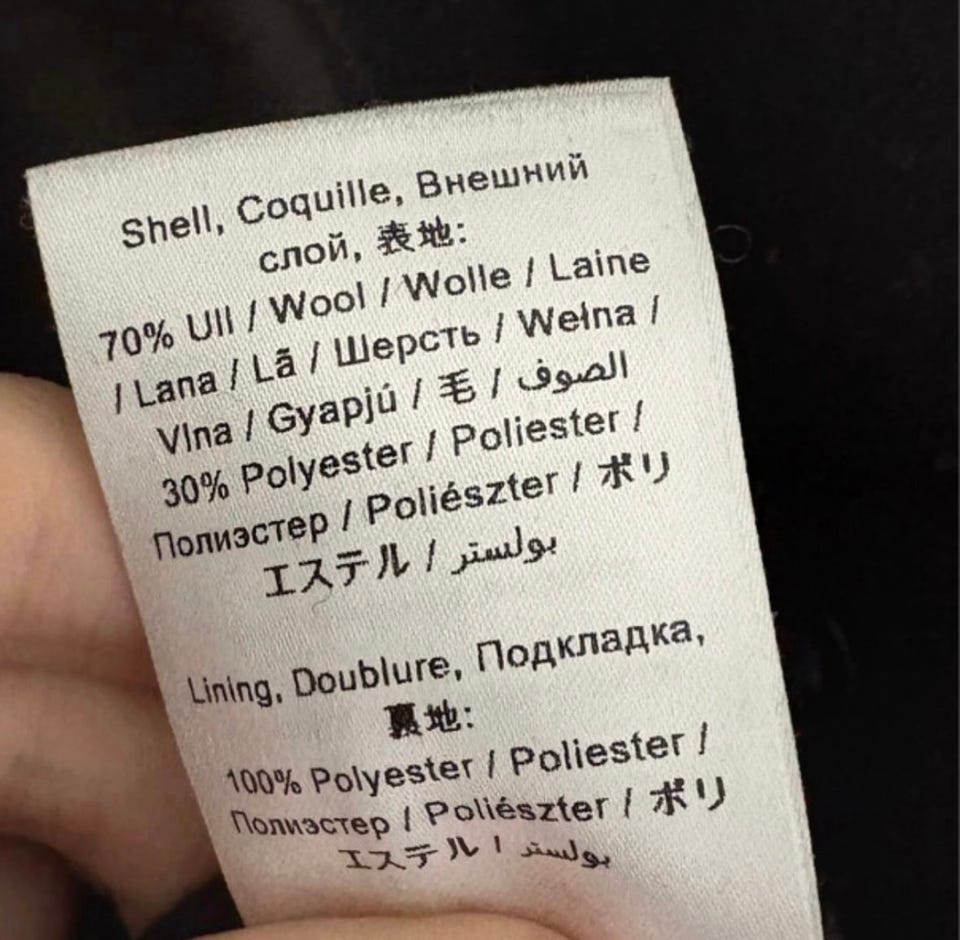 Shell, Coquille, Внешний
слой, 表地:
70% Ull / Wool / Wolle / Laine
/ Lana / Lã / Шерсть / Wełna /
Vlna / Gyapjú / 毛 / الصوف
30% Polyester / Poliester /
Полиэстер / Poliészter / ポリ
エステル / بولستر
Lining, Doublure, Подкладка,
裏地:
100% Polyester / Poliester /
Полиэстер / Poliészter / ポリ
エステル / بولستر